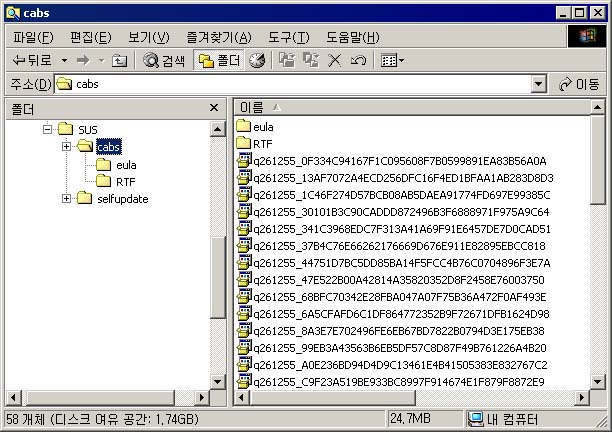 cabs
파일(F) 편집(E) 보기(V) 즐겨찾기(A) 도구(T) 도움말(H)
뒤로 검색 폴더
주소(D) cabs 이동
폴더
SUS
cabs
eula
RTF
selfupdate
이름
eula
RTF
q261255_0F334C94167F1C095608F7B0599891EA83B56A0A
q261255_13AF7072A4ECD256DFC16F4ED1BFAA1AB283D8D3
q261255_1C46F274D57BCB08AB5DAEA91774FD697E99385C
q261255_30101B3C90CADDD872496B3F6888971F975A9C64
q261255_341C3968EDC7F313A41A69F91E6457DE7D0CAD51
q261255_37B4C76E66262176669D676E911E82895EBCC818
q261255_44751D7BC5DD85BA14F5FCC4B76C0704896F3E7A
q261255_47E522B00A42814A35820352D8F2458E76003750
q261255_68BFC70342E28FBA047A07F75B36A472F0AF493E
q261255_6A5CFAFD6C1DF864772352B9F72671DFB1624D98
q261255_8A3E7E702496FE6EB67BD7822B0794D3E175EB38
q261255_99EB3A43563B6EB5DF57C8D87F49B761226A4B20
q261255_A0E236BD94D4D9C13461E4B41505383E832767C2
q261255_C9F23A519BE933BC8997F914674E1F879F8872E9
58 개체 (디스크 여유 공간: 1.74GB) 24.7MB 내 컴퓨터